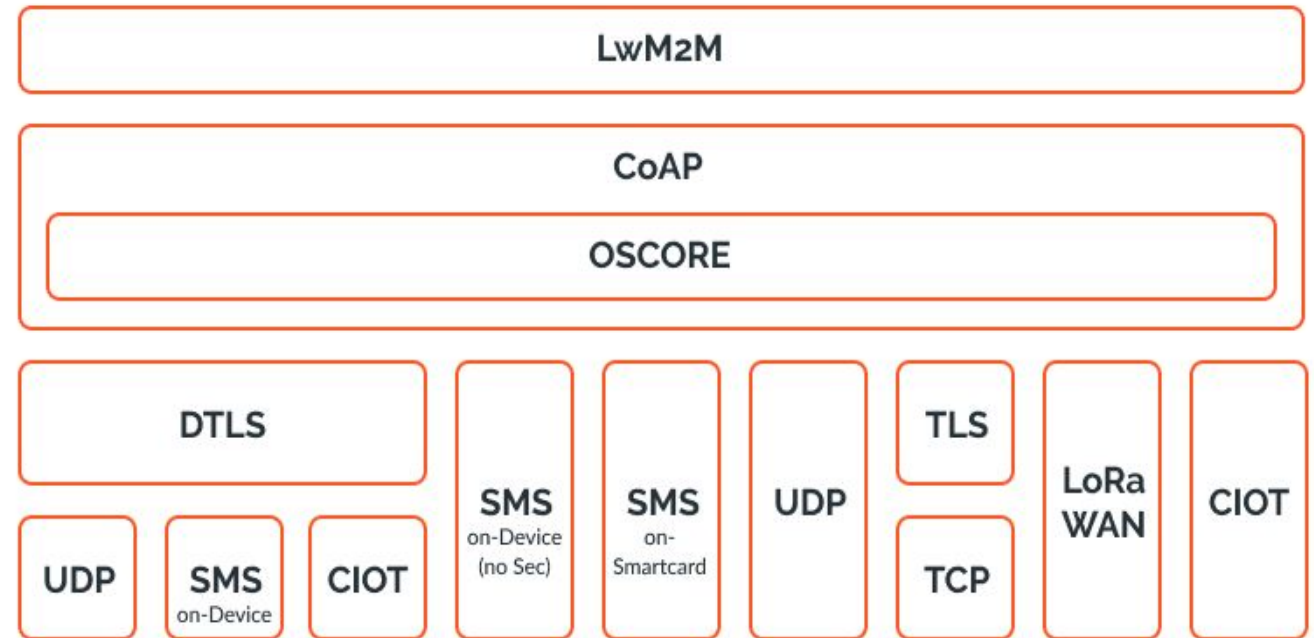 LwM2M
CoAP
OSCORE
DTLS
UDP
SMS
on-Device
CIOT
SMS
on-Device
(no Sec)
SMS
on-
Smartcard
UDP
TLS
TCP
LoRa
WAN
CIOT